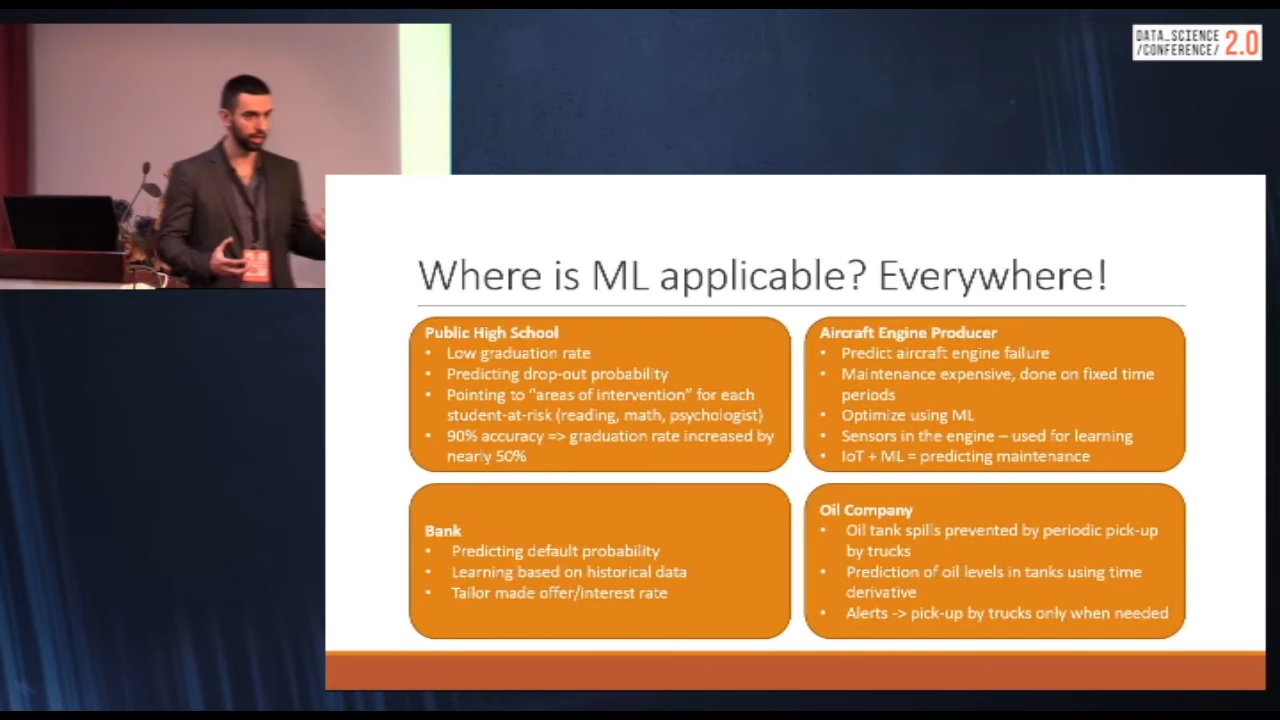 DATA_SCIENCE
/CONFERENCE/ 2.0
Where is ML applicable? Everywhere!
Public High School
• Low graduation rate
• Predicting drop-out probability
• Pointing to “areas of intervention” for each
student-at-risk (reading, math, psychologist)
• 90% accuracy => graduation rate increased by
nearly 50%
Aircraft Engine Producer
• Predict aircraft engine failure
• Maintenance expensive, done on fixed time
periods
• Optimize using ML
• Sensors in the engine – used for learning
• IoT + ML = predicting maintenance
Bank
• Predicting default probability
• Learning based on historical data
• Tailor made offer/interest rate
Oil Company
• Oil tank spills prevented by periodic pick-up
by trucks
• Prediction of oil levels in tanks using time
derivative
• Alerts -> pick-up by trucks only when needed